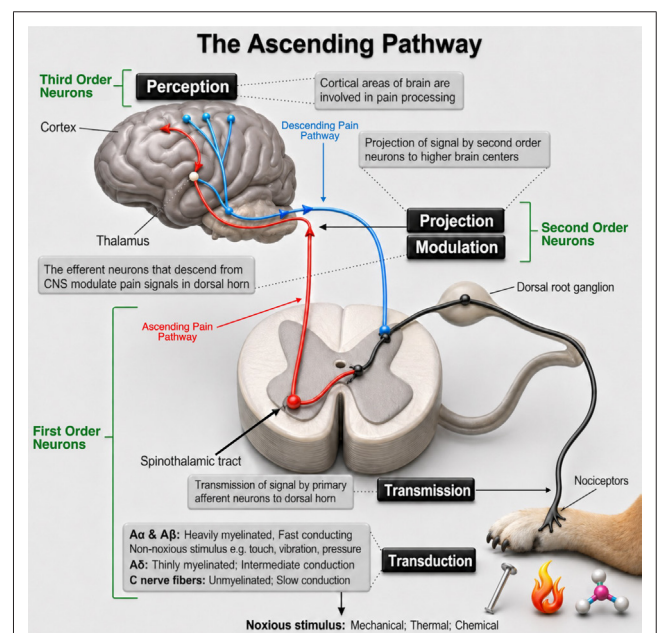 The Ascending Pathway
Third Order
Neurons
Perception
Cortical areas of brain are
involved in pain processing
Cortex
Descending Pain
Pathway
Projection of signal by second order
neurons to higher brain centers
Thalamus
Projection
Modulation
Second Order
Neurons
The efferent neurons that descend from
CNS modulate pain signals in dorsal horn
Dorsal root ganglion
Ascending Pain
Pathway
First Order
Neurons
Spinothalamic tract
Transmission of signal by primary
afferent neurons to dorsal horn
Transmission
Nociceptors
Aα & Aβ: Heavily myelinated, Fast conducting
Non-noxious stimulus e.g. touch, vibration, pressure
Aδ: Thinly myelinated; Intermediate conduction
C nerve fibers: Unmyelinated; Slow conduction
Transduction
Noxious stimulus: Mechanical; Thermal; Chemical